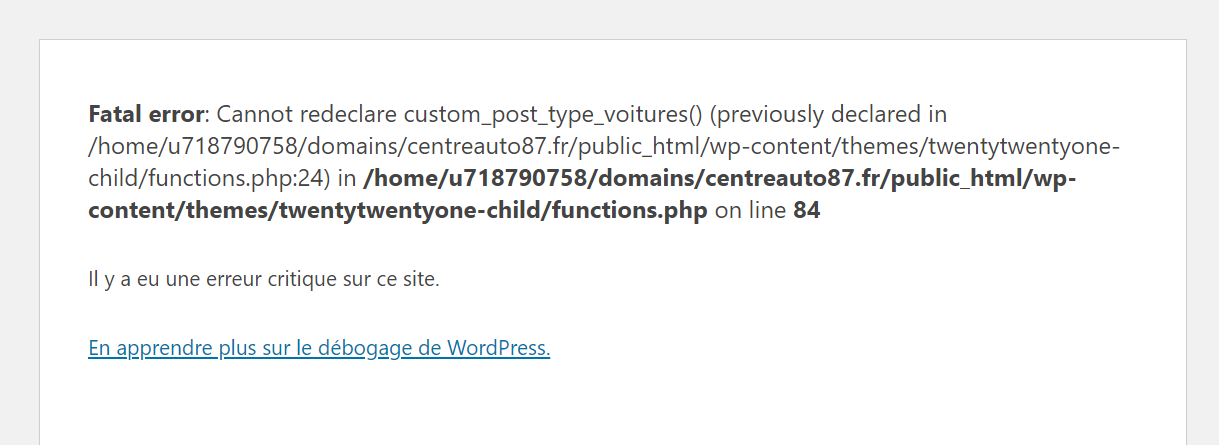 Fatal error: Cannot redeclare custom_post_type_voitures() (previously declared in
/home/u718790758/domains/centreauto87.fr/public_html/wp-content/themes/twentytwentyone-
child/functions.php:24) in /home/u718790758/domains/centreauto87.fr/public_html/wp-
content/themes/twentytwentyone-child/functions.php on line 84
Il y a eu une erreur critique sur ce site.
En apprendre plus sur le débogage de WordPress.